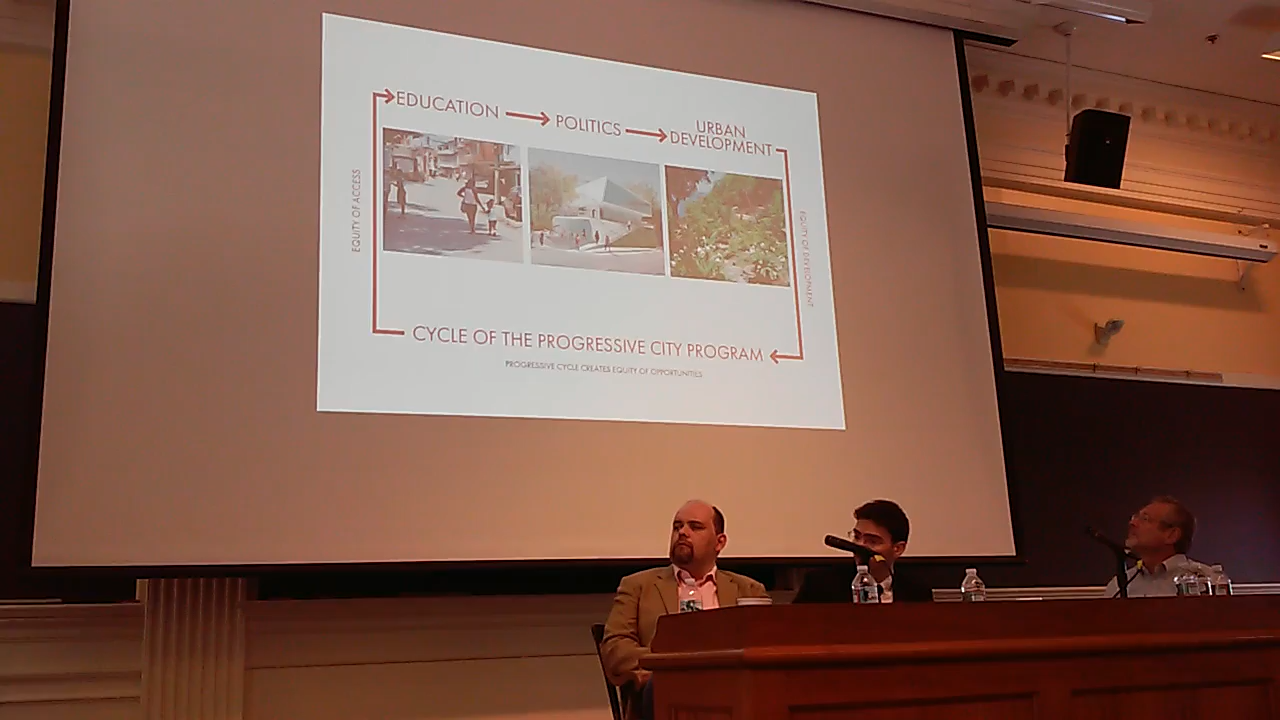 EDUCATION
POLITICS
URBAN
DEVELOPMENT
EQUITY OF ACCESS
EQUITY OF DEVELOPMENT
CYCLE OF THE PROGRESSIVE CITY PROGRAM
PROGRESSIVE CYCLE CREATES EQUITY OF OPPORTUNITIES